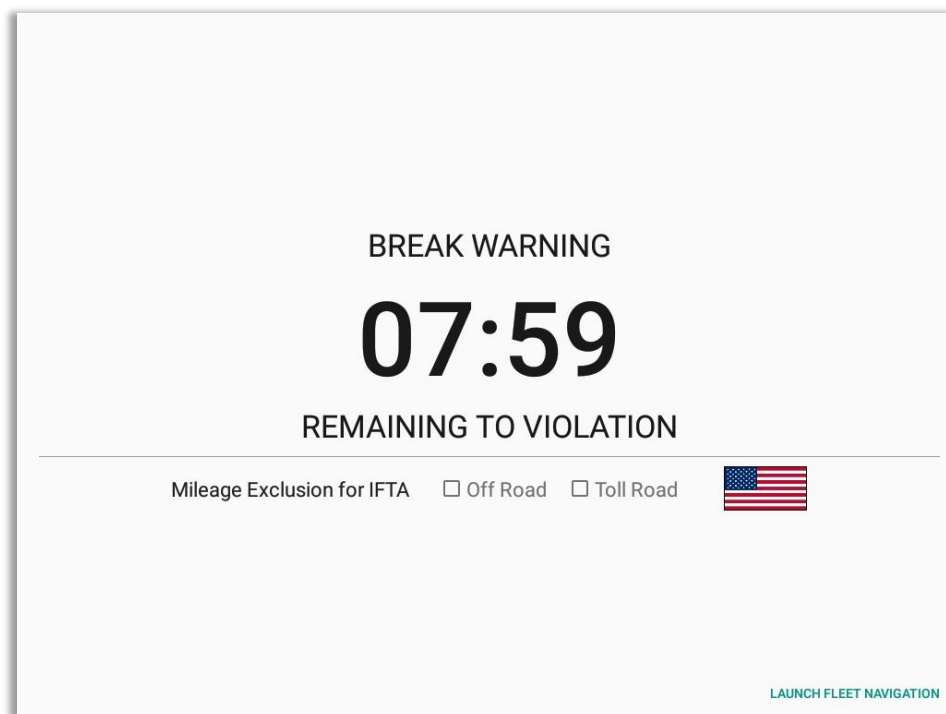 BREAK WARNING
07:59
REMAINING TO VIOLATION
Mileage Exclusion for IFTA Off Road Toll Road
LAUNCH FLEET NAVIGATION